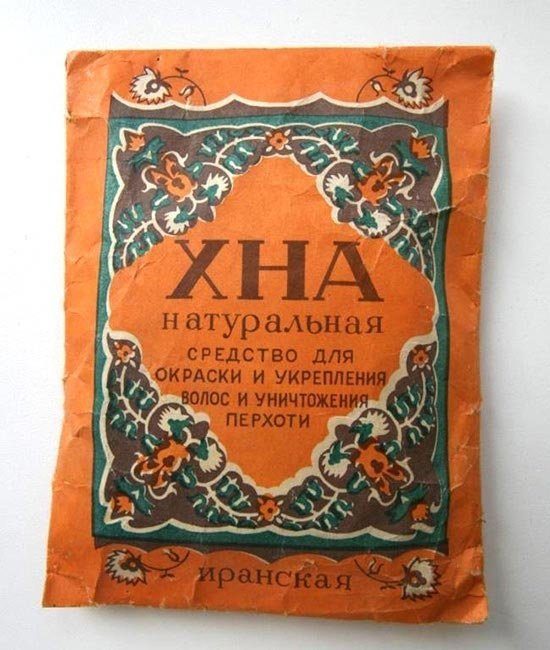 ХНА
натуральная
СРЕДСТВО ДЛЯ
ОКРАСКИ И УКРЕПЛЕНИЯ
ВОЛОС И УНИЧТОЖЕНИЯ
ПЕРХОТИ
иранская